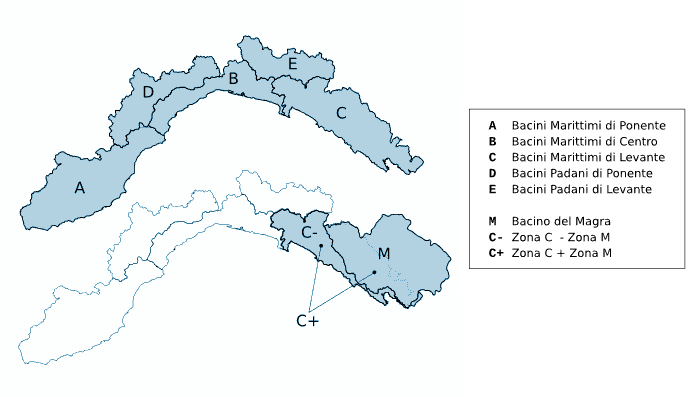 E
B
D
C
A
C-
M
C+
A Bacini Marittimi di Ponente
B Bacini Marittimi di Centro
C Bacini Marittimi di Levante
D Bacini Padani di Ponente
E Bacini Padani di Levante
M Bacino del Magra
C- Zona C - Zona M
C+ Zona C + Zona M